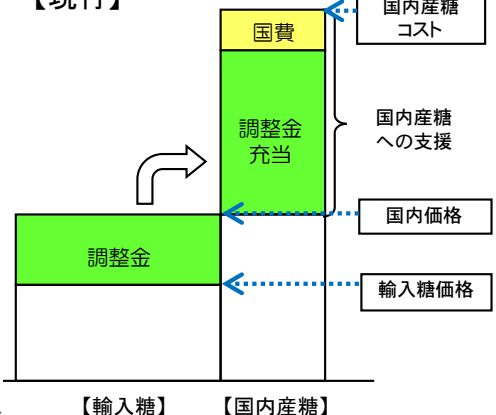 【現行】
国内産糖
コスト
国費
調整金
充当
国内産糖
への支援
国内価格
調整金
輸入糖価格
【輸入糖】
【国内産糖】